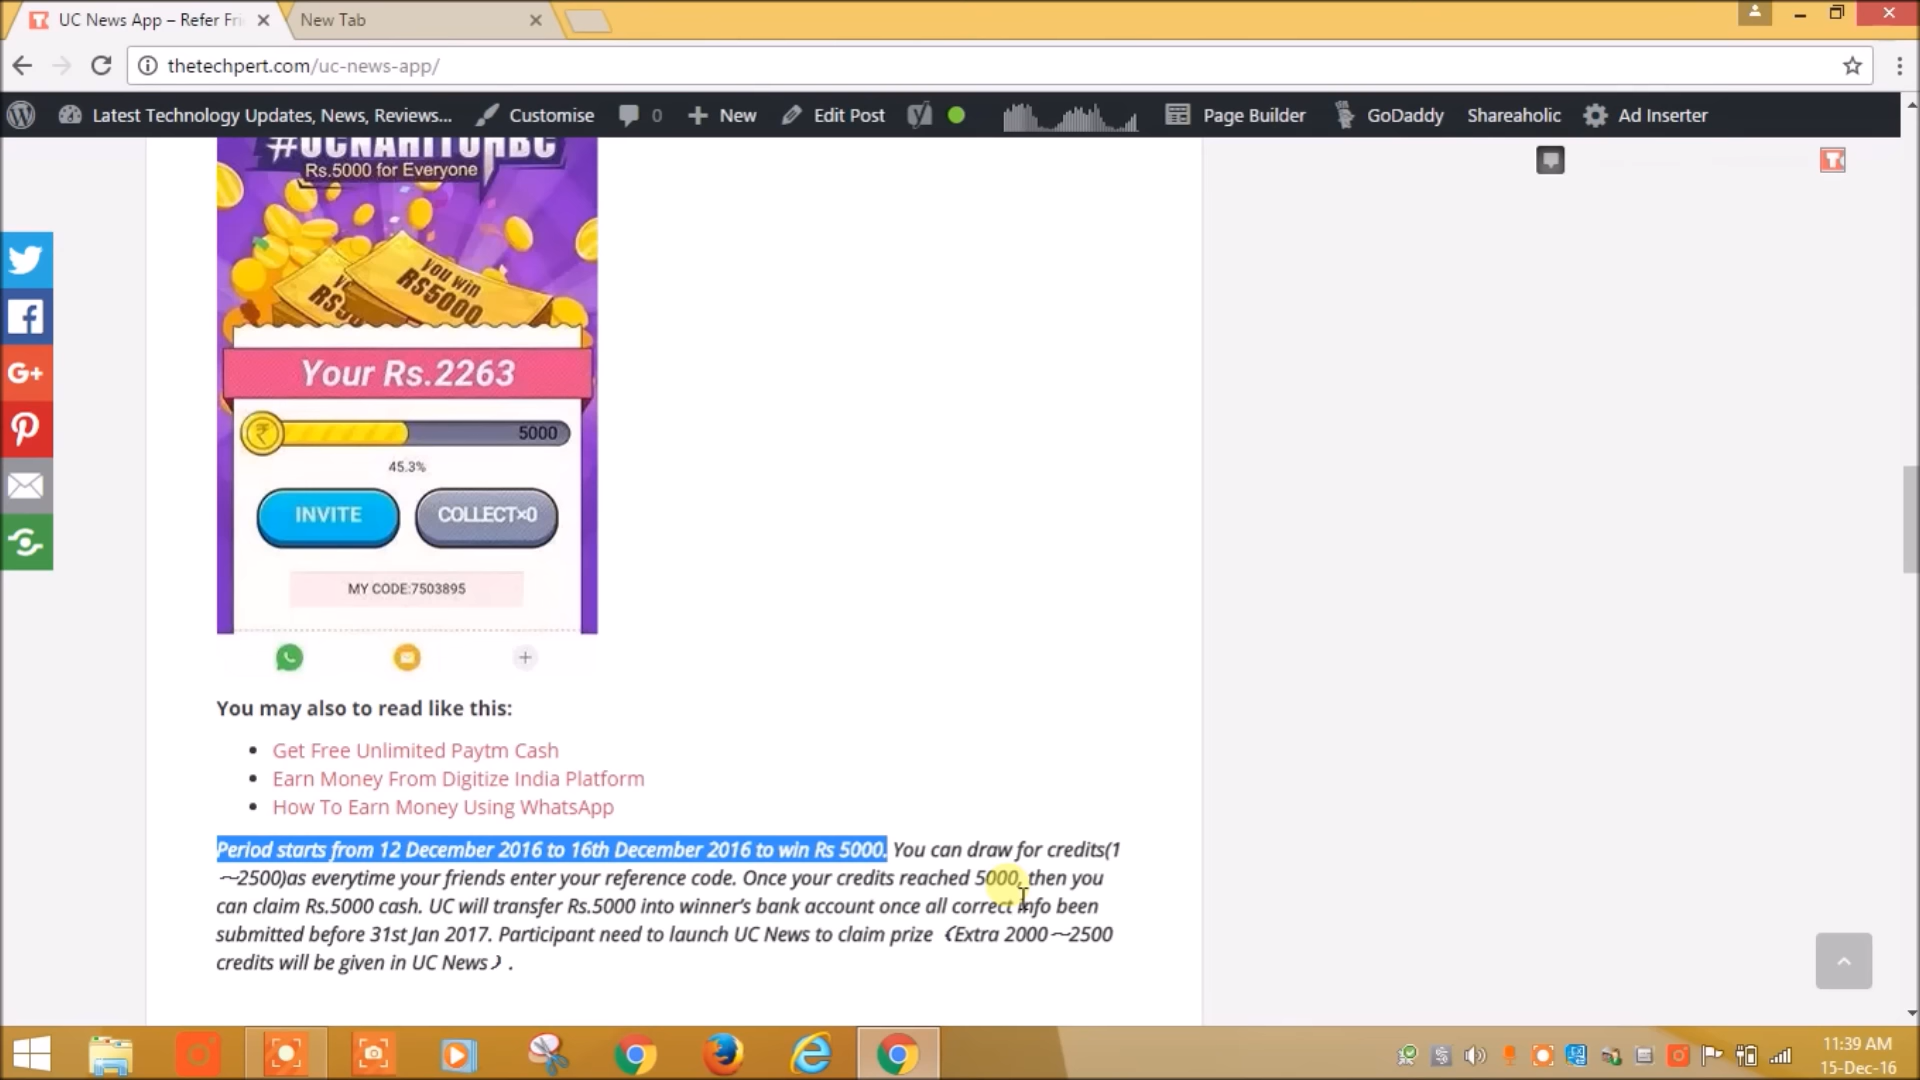 UC News App – Refer Fri
New Tab
thetechpert.com/uc-news-app/
Latest Technology Updates, News, Reviews... Customise 0 New Edit Post Page Builder GoDaddy Shareaholic Ad Inserter
Rs.5000 for Everyone
you win
RS5000
Your Rs.2263
5000
45.3%
INVITE COLLECT×0
MY CODE:7503895
You may also to read like this:
Get Free Unlimited Paytm Cash
Earn Money From Digitize India Platform
How To Earn Money Using WhatsApp
Period starts from 12 December 2016 to 16th December 2016 to win Rs 5000. You can draw for credits(1
～2500)as everytime your friends enter your reference code. Once your credits reached 5000, then you
can claim Rs.5000 cash. UC will transfer Rs.5000 into winner's bank account once all correct info been
submitted before 31st Jan 2017. Participant need to launch UC News to claim prize （Extra 2000～2500
credits will be given in UC News）.
11:39 AM
15-Dec-16